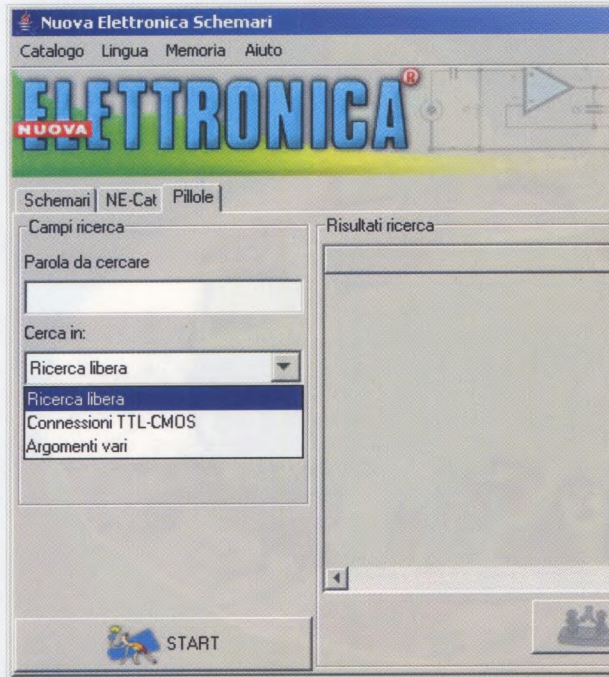 Nuova Elettronica Schemari
Catalogo Lingua Memoria Aiuto
NUOVA ELETTRONICA ®
Schemari NE-Cat Pillole
Campi ricerca
Parola da cercare
Cerca in:
Ricerca libera
Ricerca libera
Connessioni TTL-CMOS
Argomenti vari
START
Risultati ricerca